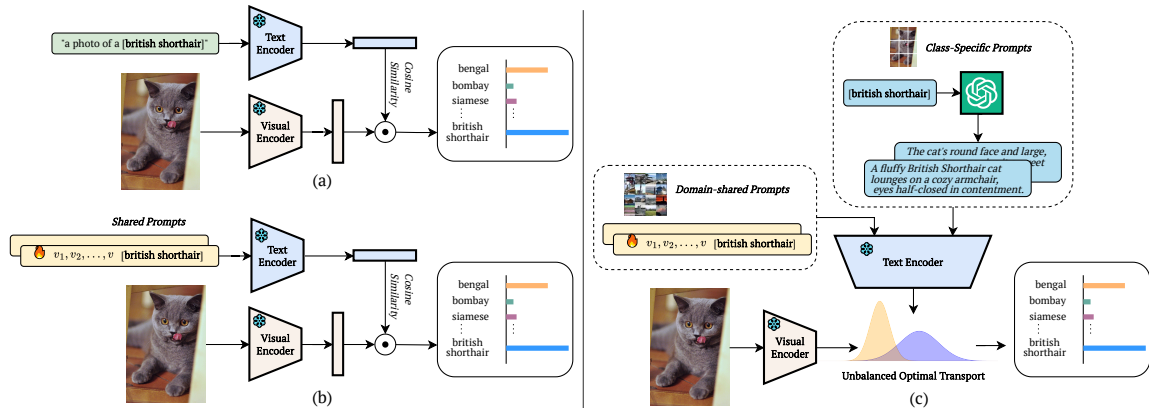 "a photo of a [british shorthair]"
Text
Encoder
Cosine
Similarity
Visual
Encoder
bengal
bombay
siamese
british
shorthair
(a)
Shared Prompts
v1, v2, . . . , v [british shorthair]
Text
Encoder
Cosine
Similarity
Visual
Encoder
bengal
bombay
siamese
british
shorthair
(b)
Class-Specific Prompts
[british shorthair]
The cat's round face and large,
eet
A fluffy British Shorthair cat
lounges on a cozy armchair,
eyes half-closed in contentment.
Domain-shared Prompts
v1, v2, . . . , v [british shorthair]
Text Encoder
Visual
Encoder
Unbalanced Optimal Transport
bengal
bombay
siamese
british
shorthair
(c)